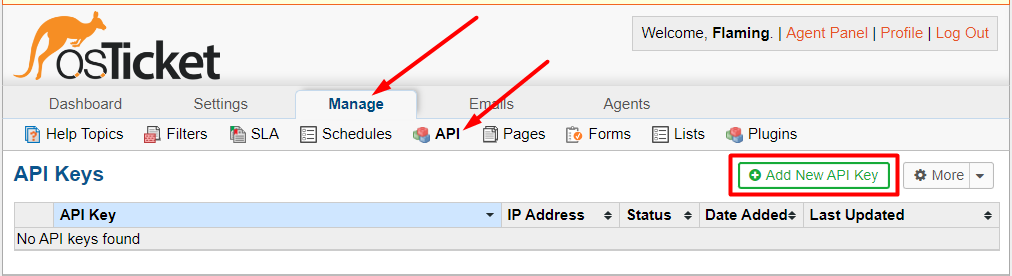 osTicket
Welcome, Flaming. | Agent Panel | Profile | Log Out
Dashboard Settings Manage Emails Agents
Help Topics Filters SLA Schedules API Pages Forms Lists Plugins
API Keys
Add New API Key More
API Key IP Address Status Date Added Last Updated
No API keys found